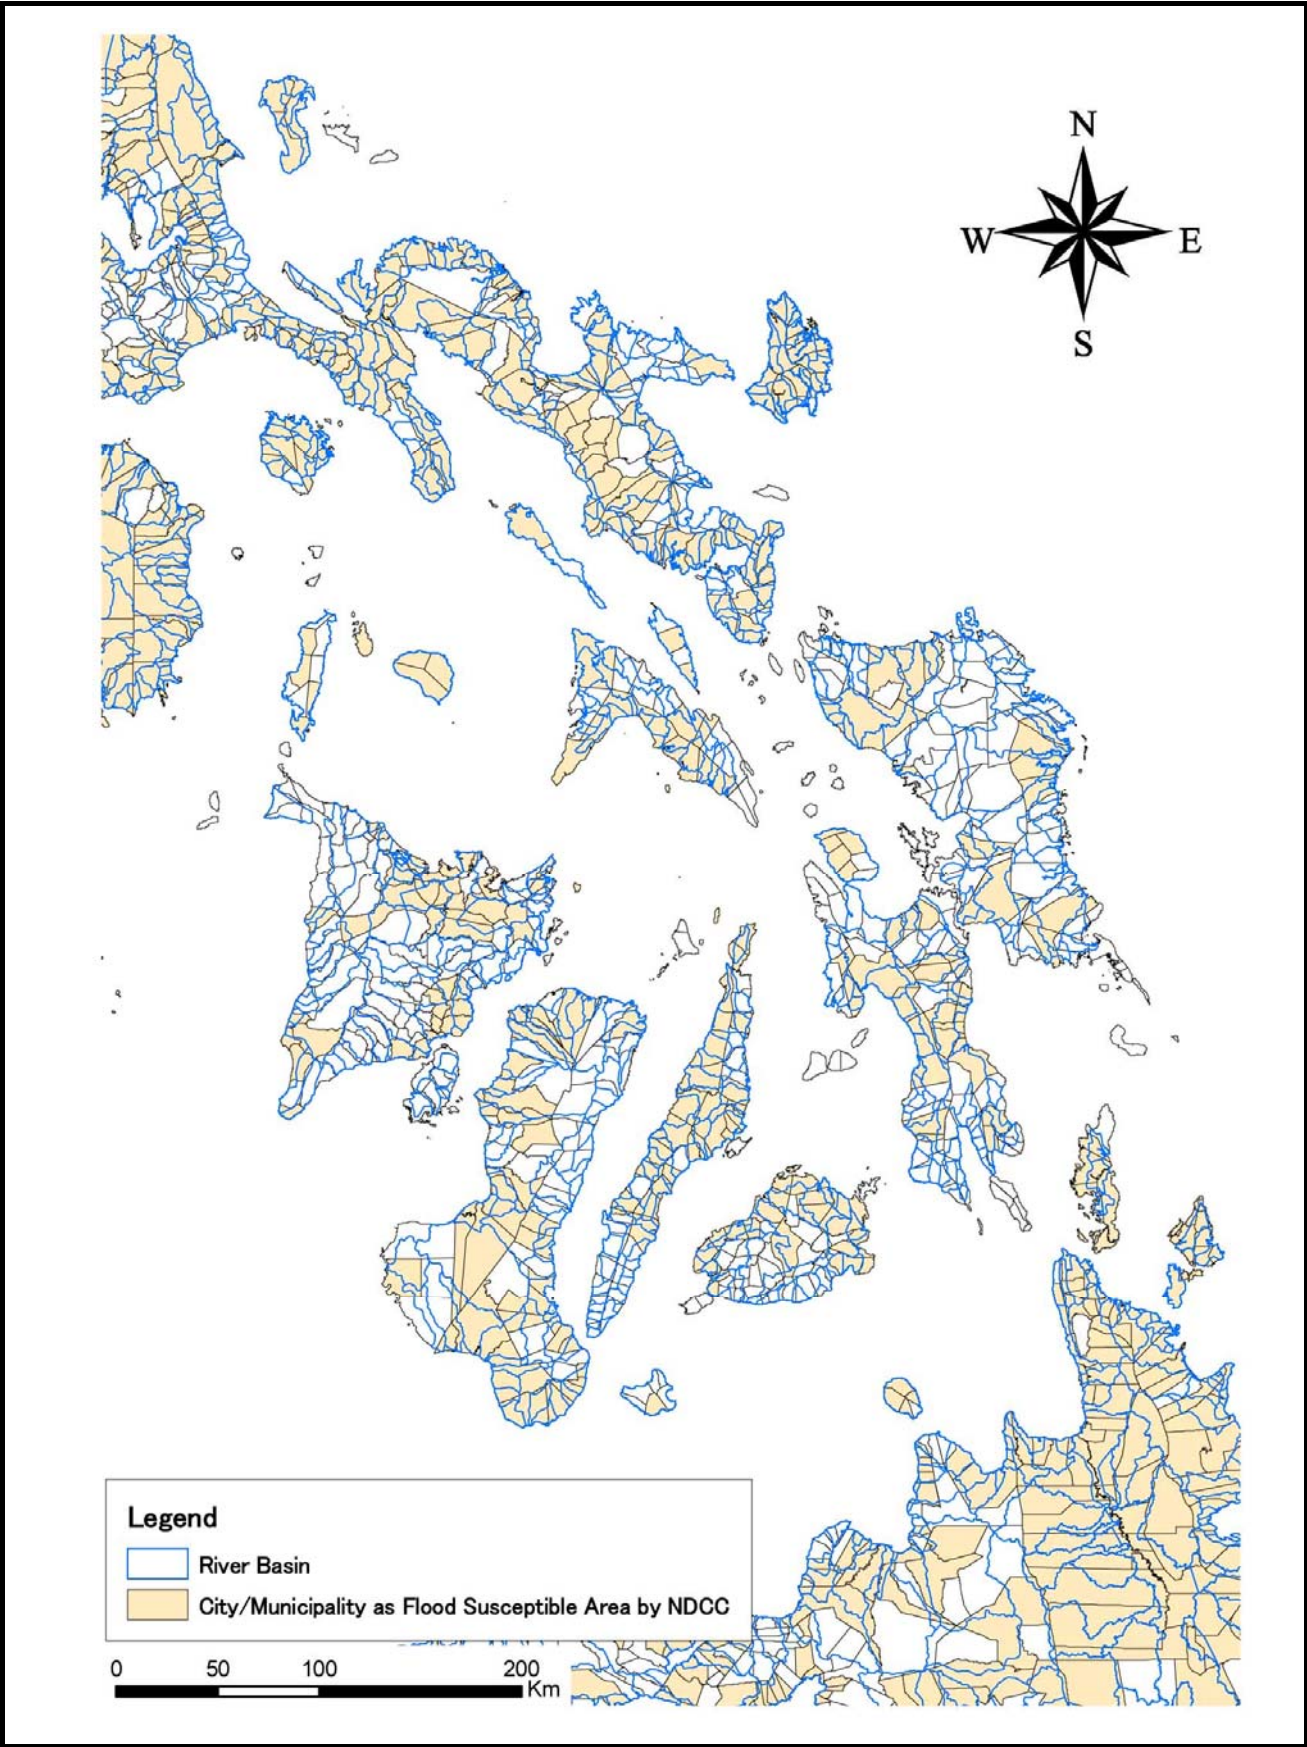 N
W E
S
Legend
River Basin
City/Municipality as Flood Susceptible Area by NDCC
0 50 100 200
Km